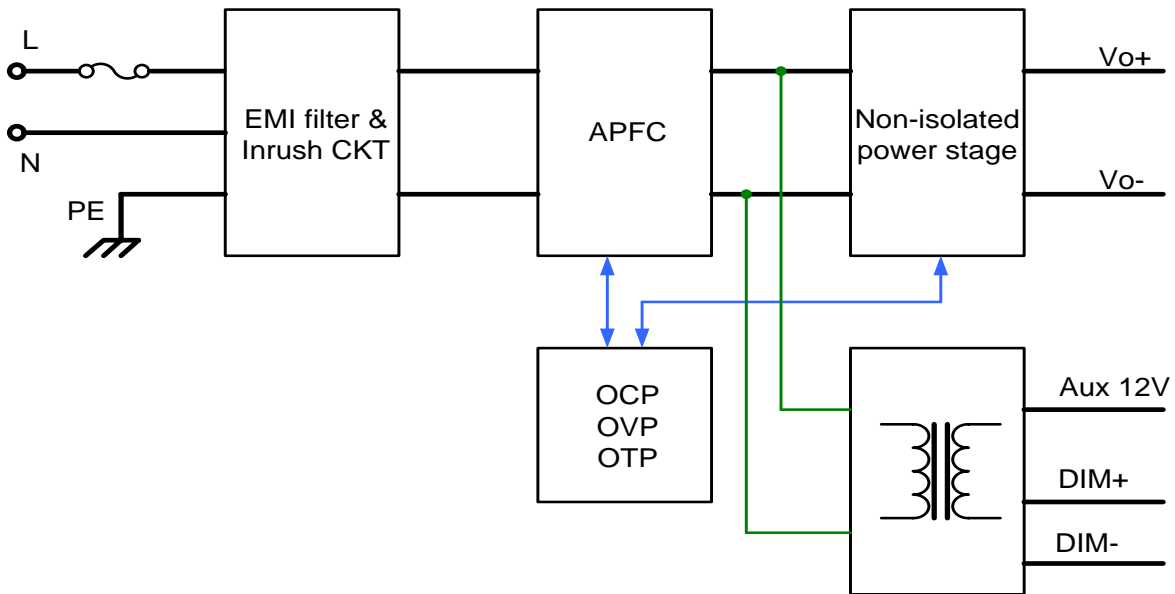 L
N
PE
EMI filter &
Inrush CKT
APFC
Non-isolated
power stage
Vo+
Vo-
OCP
OVP
OTP
Aux 12V
DIM+
DIM-